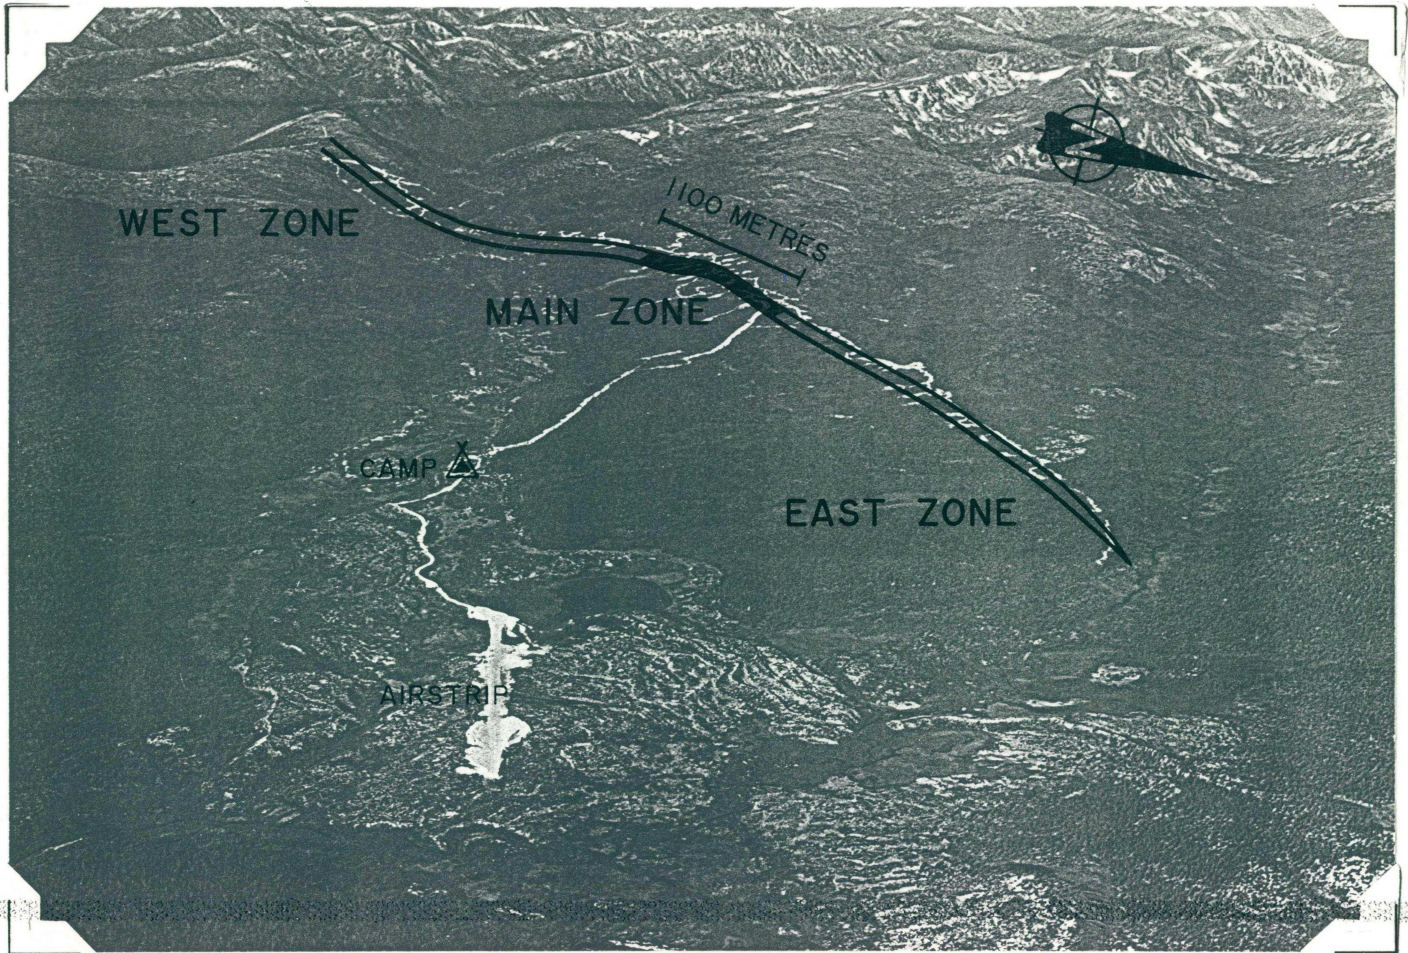 WEST ZONE
1100 METRES
MAIN ZONE
CAMP
EAST ZONE
AIRSTRIP